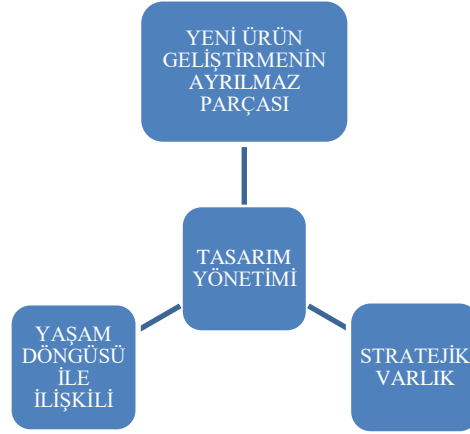 YENİ ÜRÜN
GELİŞTİRMENİN
AYRILMAZ
PARÇASI
TASARIM
YÖNETİMİ
YAŞAM
DÖNGÜSÜ
İLE
İLİŞKİLİ
STRATEJİK
VARLIK